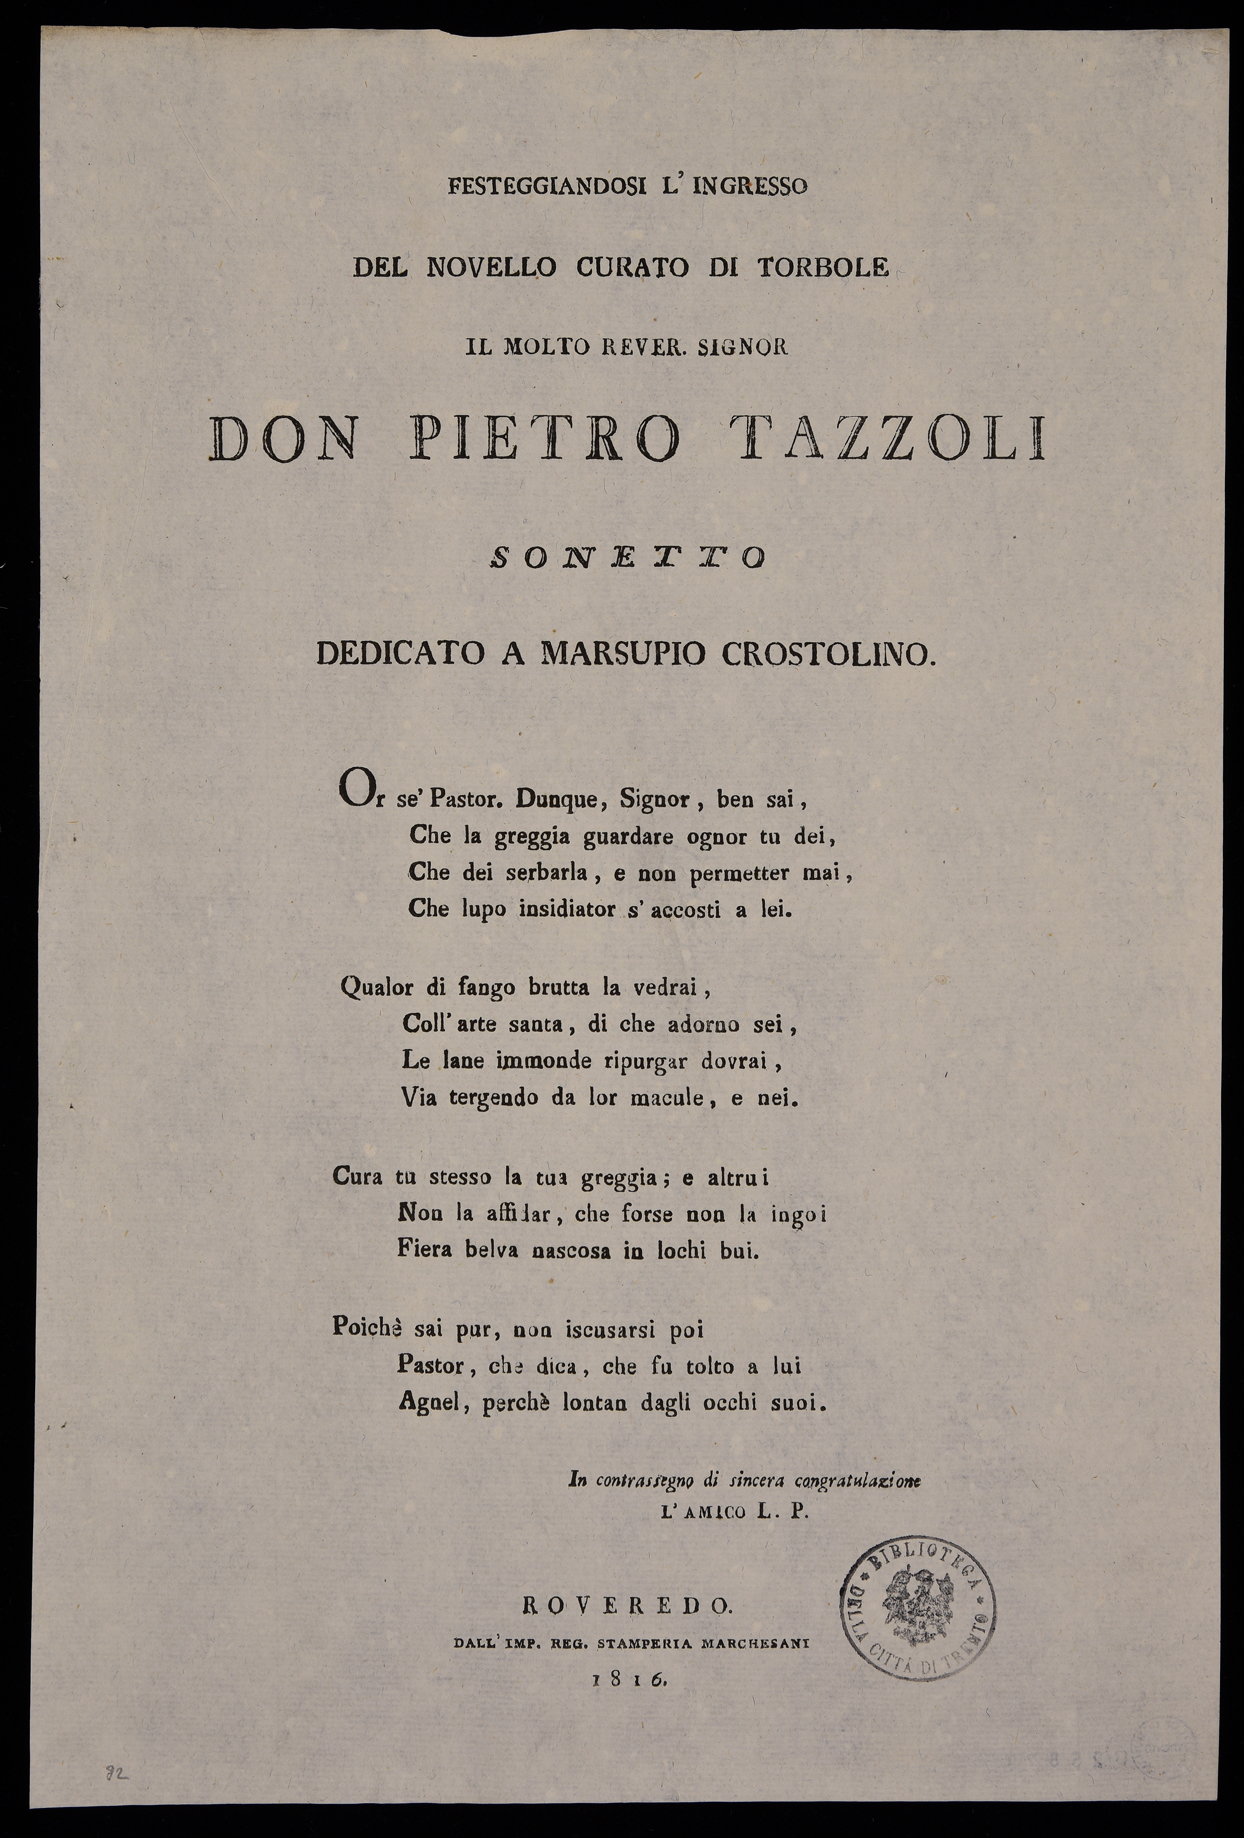 FESTEGGIANDOSI L' INGRESSO
DEL NOVELLO CURATO DI TORBOLE
IL MOLTO REVER. SIGNOR
DON PIETRO TAZZOLI
SONETTO
DEDICATO A MARSUPIO CROSTOLINO.
Or se' Pastor. Dunque, Signor, ben sai,
Che la greggia guardare ognor tu dei,
Che dei serbarla, e non permetter mai,
Che lupo insidiator s' accosti a lei.
Qualor di fango brutta la vedrai,
Coll' arte santa, di che adorno sei,
Le lane immonde ripurgar dovrai,
Via tergendo da lor macule, e nei.
Cura tu stesso la tua greggia; e altrui
Non la affidar, che forse non la ingoi
Fiera belva nascosa in lochi bui.
Poichè sai pur, non iscusarsi poi
Pastor, che dica, che fu tolto a lui
Agnel, perchè lontan dagli occhi suoi.
In contrassegno di sincera congratulazione
L' AMICO L. P.
ROVEREDO.
DALL' IMP. REG. STAMPERIA MARCHESANI
1816.
BIBLIOTECA DELLA CITTÀ DI TRENTO
92